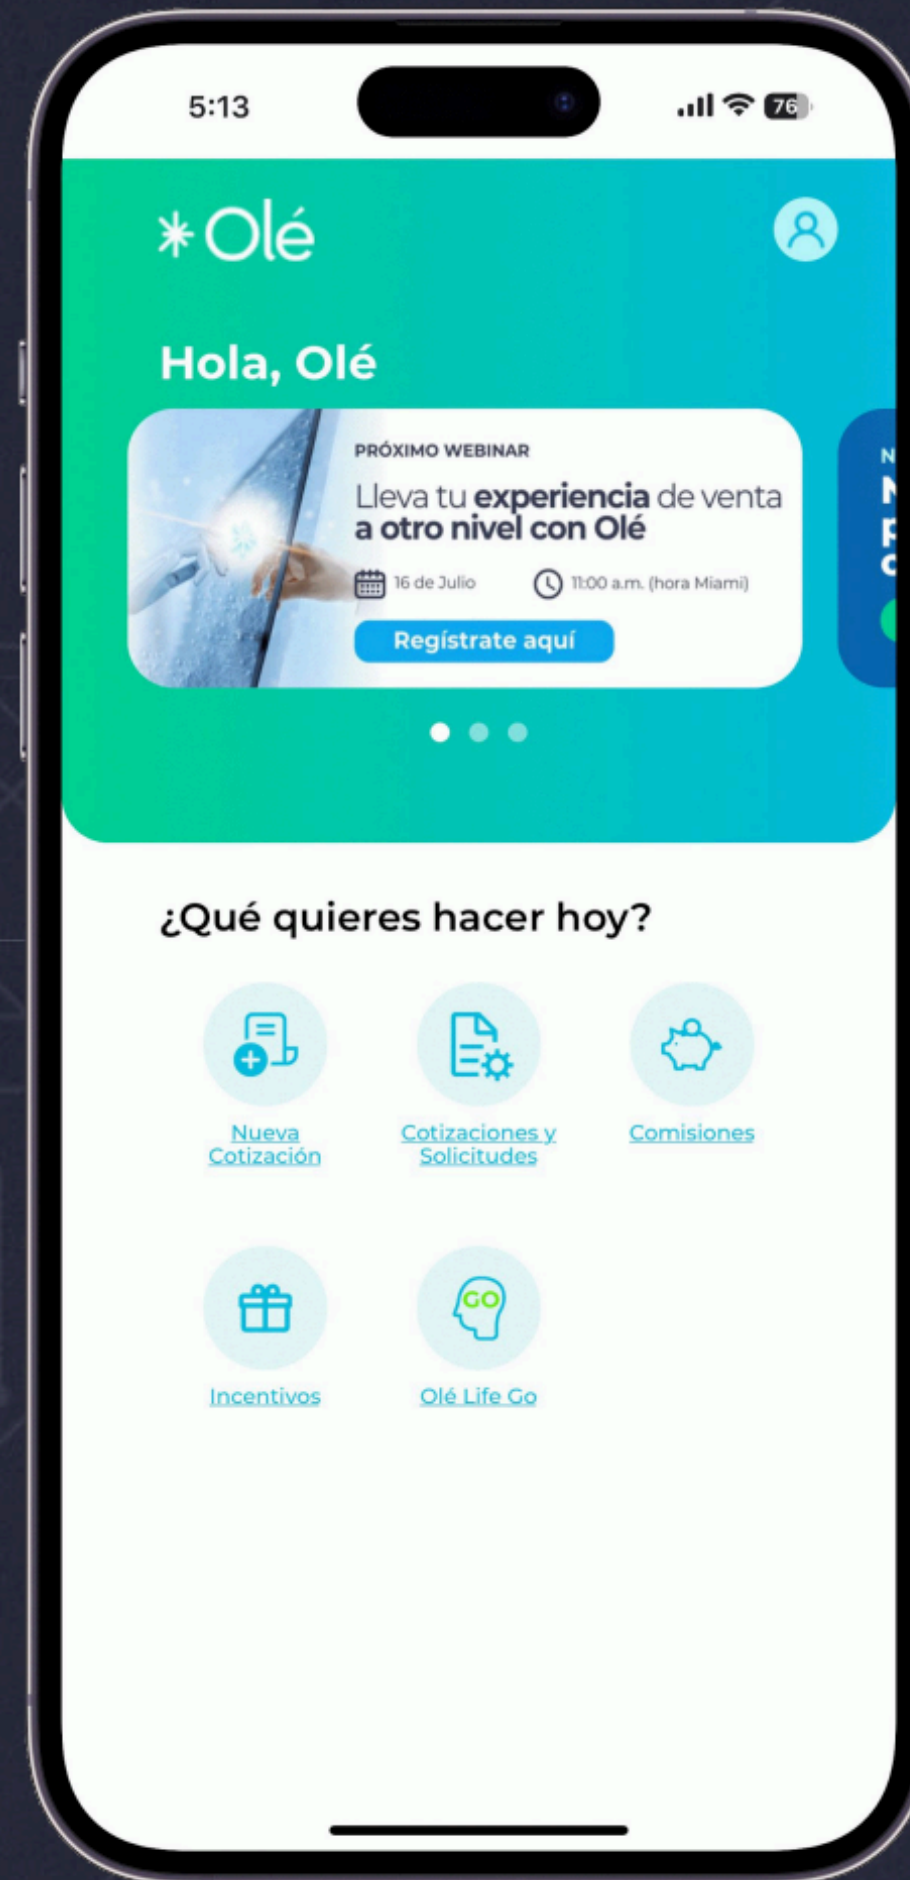 5:13
76
Olé
Hola, Olé
PRÓXIMO WEBINAR
Lleva tu experiencia de venta
a otro nivel con Olé
16 de Julio
11:00 a.m. (hora Miami)
Regístrate aquí
¿Qué quieres hacer hoy?
Nueva
Cotización
Cotizaciones y
Solicitudes
Comisiones
Incentivos
GO
Olé Life Go